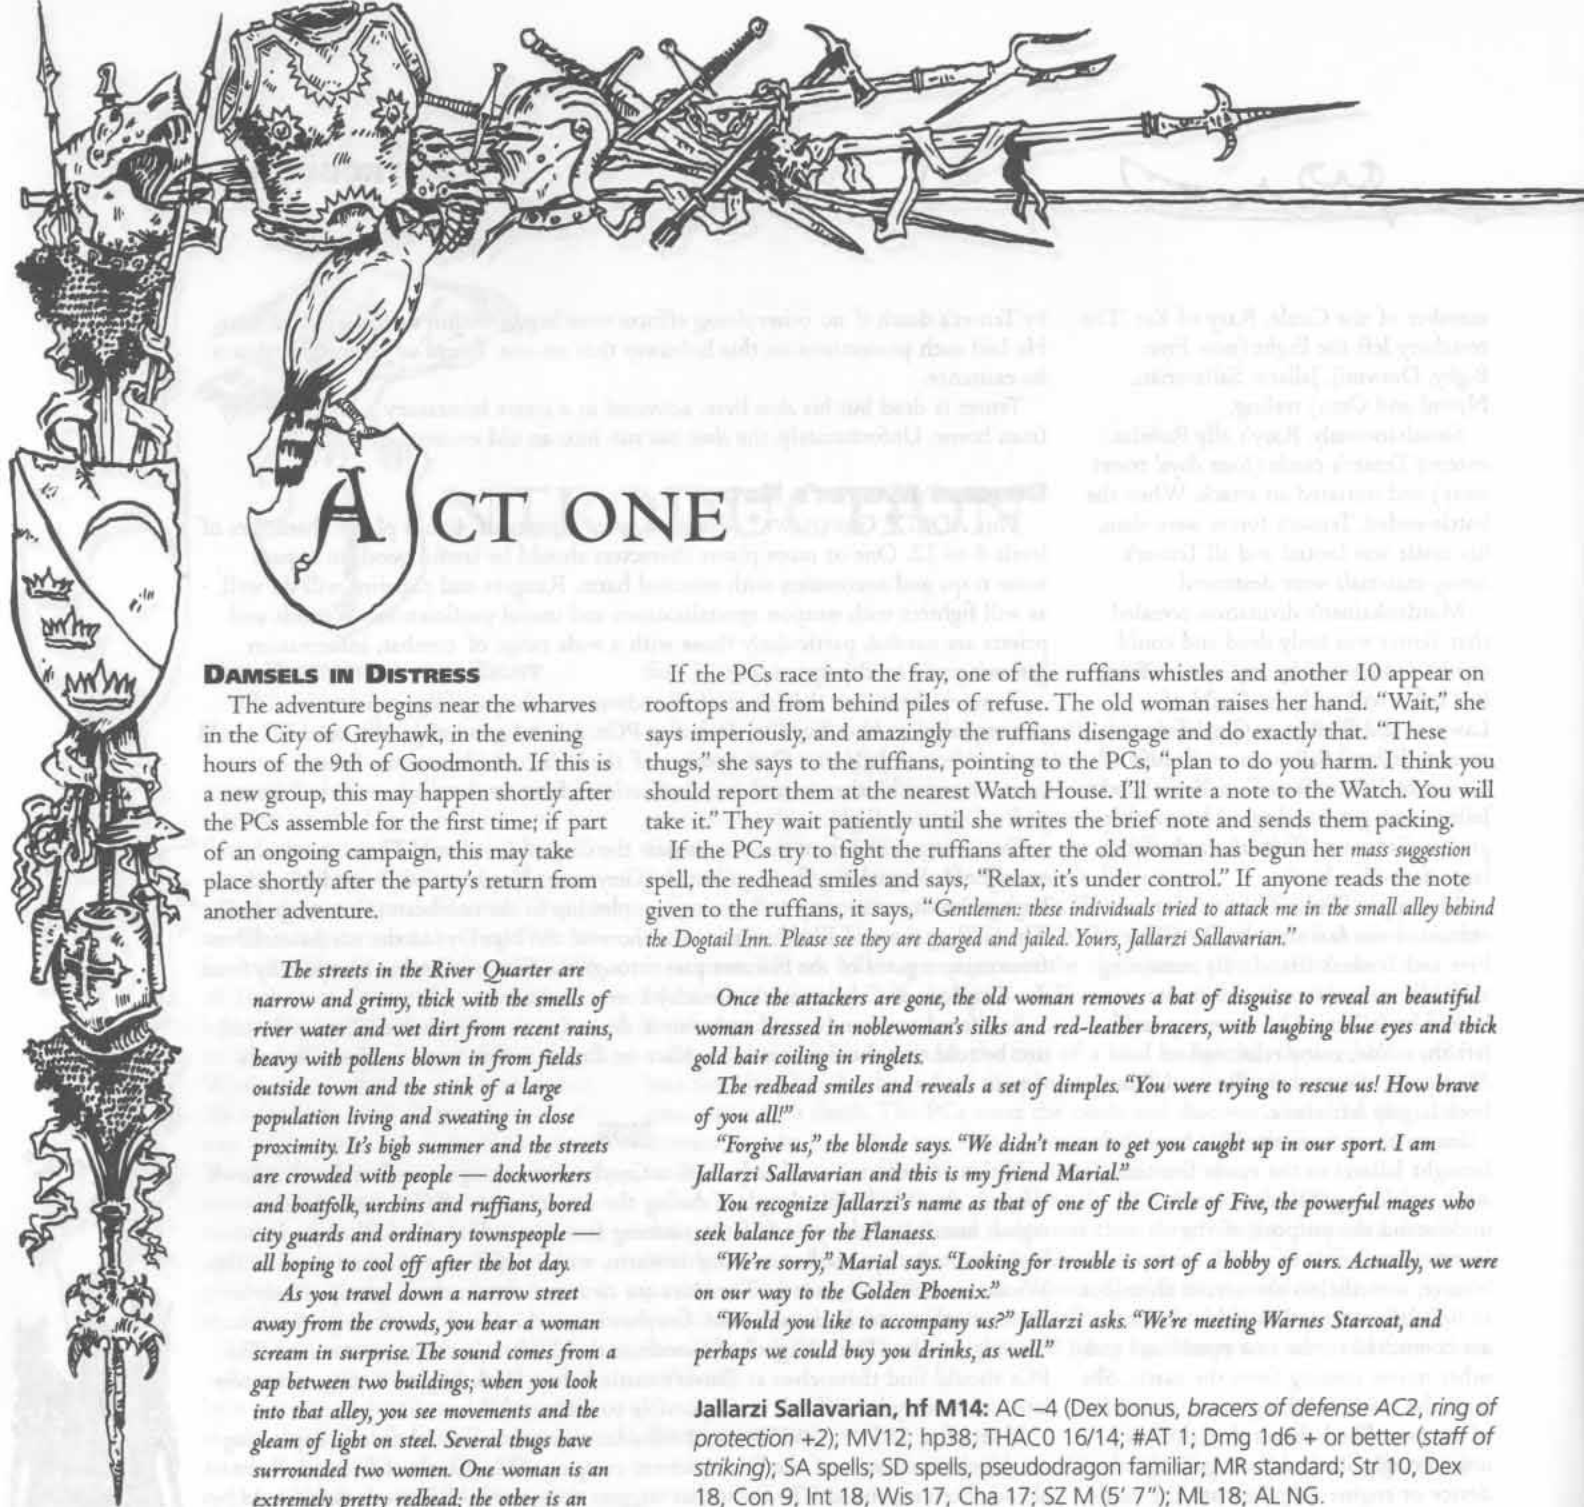 ACT ONE
DAMSELS IN DISTRESS
The adventure begins near the wharves
in the City of Greyhawk, in the evening
hours of the 9th of Goodmonth. If this is
a new group, this may happen shortly after
the PCs assemble for the first time; if part
of an ongoing campaign, this may take
place shortly after the party's return from
another adventure.
The streets in the River Quarter are
narrow and grimy, thick with the smells of
river water and wet dirt from recent rains,
heavy with pollens blown in from fields
outside town and the stink of a large
population living and sweating in close
proximity. It's high summer and the streets
are crowded with people — dockworkers
and boatfolk, urchins and ruffians, bored
city guards and ordinary townspeople —
all hoping to cool off after the hot day.
As you travel down a narrow street
away from the crowds, you hear a woman
scream in surprise. The sound comes from a
gap between two buildings; when you look
into that alley, you see movements and the
gleam of light on steel. Several thugs have
surrounded two women. One woman is an
extremely pretty redhead; the other is an
If the PCs race into the fray, one of the ruffians whistles and another 10 appear on
rooftops and from behind piles of refuse. The old woman raises her hand. "Wait," she
says imperiously, and amazingly the ruffians disengage and do exactly that. "These
thugs," she says to the ruffians, pointing to the PCs, "plan to do you harm. I think you
should report them at the nearest Watch House. I'll write a note to the Watch. You will
take it." They wait patiently until she writes the brief note and sends them packing.
If the PCs try to fight the ruffians after the old woman has begun her mass suggestion
spell, the redhead smiles and says, "Relax, it's under control." If anyone reads the note
given to the ruffians, it says, "Gentlemen; these individuals tried to attack me in the small alley behind
the Dogtail Inn. Please see they are charged and jailed. Yours, Jallarzi Sallavarian."
Once the attackers are gone, the old woman removes a hat of disguise to reveal an beautiful
woman dressed in noblewoman's silks and red-leather bracers, with laughing blue eyes and thick
gold hair coiling in ringlets.
The redhead smiles and reveals a set of dimples. "You were trying to rescue us! How brave
of you all!"
"Forgive us," the blonde says. "We didn't mean to get you caught up in our sport. I am
Jallarzi Sallavarian and this is my friend Marial."
You recognize Jallarzi's name as that of one of the Circle of Five, the powerful mages who
seek balance for the Flanaess.
"We're sorry," Marial says. "Looking for trouble is sort of a hobby of ours. Actually, we were
on our way to the Golden Phoenix."
"Would you like to accompany us?" Jallarzi asks. "We're meeting Warnes Starcoat, and
perhaps we could buy you drinks, as well."
Jallarzi Sallavarian, hf M14: AC –4 (Dex bonus, bracers of defense AC2, ring of
protection +2); MV12; hp38; THAC0 16/14; #AT 1; Dmg 1d6 + or better (staff of
striking); SA spells; SD spells, pseudodragon familiar; MR standard; Str 10, Dex
18, Con 9, Int 18, Wis 17, Cha 17; SZ M (5' 7"); ML 18; AL NG.